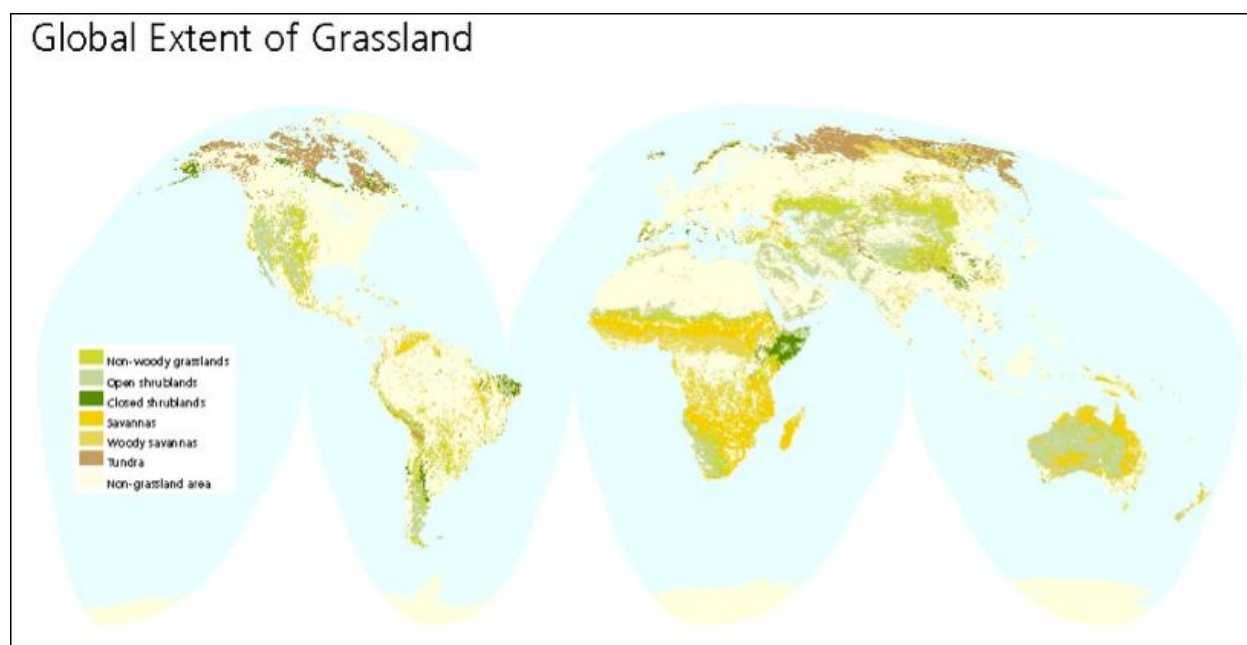 Global Extent of Grassland
Non-woody grasslands
Open shrublands
Closed shrublands
Savannas
Woody savannas
Tundra
Non-grassland area